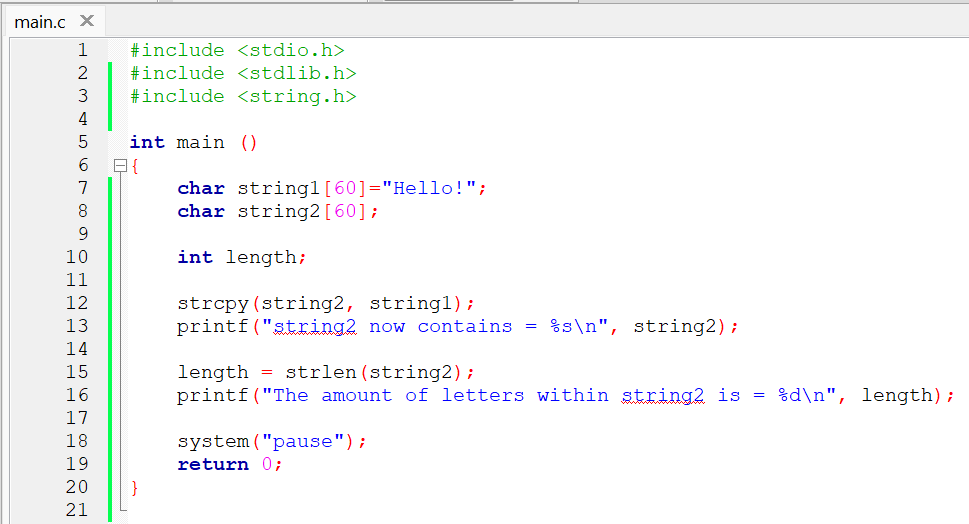 main.c ✕
1 #include <stdio.h>
2 #include <stdlib.h>
3 #include <string.h>
4
5 int main ()
6 {
7 char string1[60]="Hello!";
8 char string2[60];
9
10 int length;
11
12 strcpy(string2, string1);
13 printf("string2 now contains = %s\n", string2);
14
15 length = strlen(string2);
16 printf("The amount of letters within string2 is = %d\n", length);
17
18 system("pause");
19 return 0;
20 }
21